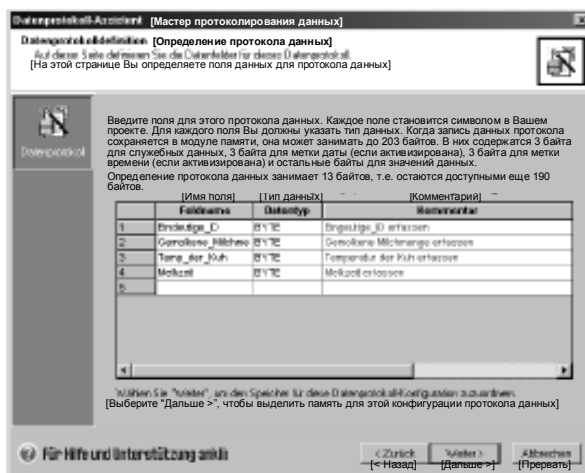 Datenprotokoll-Assistent [Мастер протоколирования данных]
Datenprotokolldefinition [Определение протокола данных]
Auf dieser Seite definieren Sie die Datenfelder für dieses Datenprotokoll.
[На этой странице Вы определяете поля данных для протокола данных]
Datenprotokoll
Введите поля для этого протокола данных. Каждое поле становится символом в Вашем
проекте. Для каждого поля Вы должны указать тип данных. Когда запись данных протокола
сохраняется в модуле памяти, она может занимать до 203 байтов. В них содержатся 3 байта
для служебных данных, 3 байта для метки даты (если активизирована), 3 байта для метки
времени (если активизирована) и остальные байты для значений данных.
Определение протокола данных занимает 13 байтов, т.е. остаются доступными еще 190
байтов.
[Имя поля] [Тип данных] [Комментарий]
Feldname Datentyp Kommentar
1 Eindeutige_ID BYTE Eingeutige_ID erfassen
2 Gemolkene_Milchme BYTE Gemolkene Milchmenge erfassen
3 Temp_der_Kuh BYTE Temperatur der Kuh erfassen
4 Melkzeit BYTE Melkzeit erfassen
5
Wählen Sie "Weiter", um den Speicher für diese Datenprotokoll-Konfiguration zuzuordnen.
[Выберите "Дальше >", чтобы выделить память для этой конфигурации протокола данных]
Für Hilfe und Unterstützung ankli
< Zurück Weiter > Abbrechen
[< Назад] [Дальше >] [Прервать]